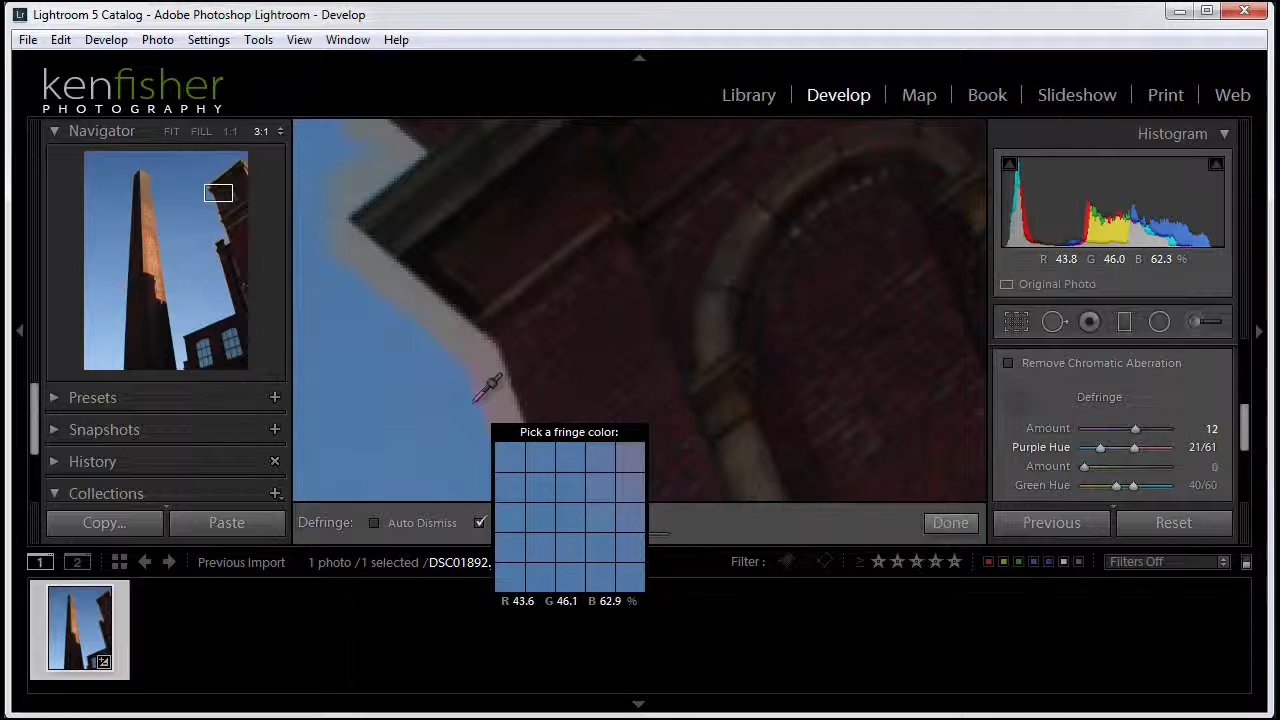 Lightroom 5 Catalog - Adobe Photoshop Lightroom - Develop
File Edit Develop Photo Settings Tools View Window Help
kenfisher
PHOTOGRAPHY
Library Develop Map Book Slideshow Print Web
Navigator FIT FILL 1:1 3:1
Histogram
R 43.8 G 46.0 B 62.3 %
Original Photo
Remove Chromatic Aberration
Defringe
Amount 12
Purple Hue 21/61
Amount 0
Green Hue 40/60
Presets
Snapshots
History
Collections
Copy... Paste
Pick a fringe color:
R 43.6 G 46.1 B 62.9 %
Defringe: Auto Dismiss Done
Previous Reset
1 2 Previous Import 1 photo /1 selected /DSC01892. Filter: Filters Off